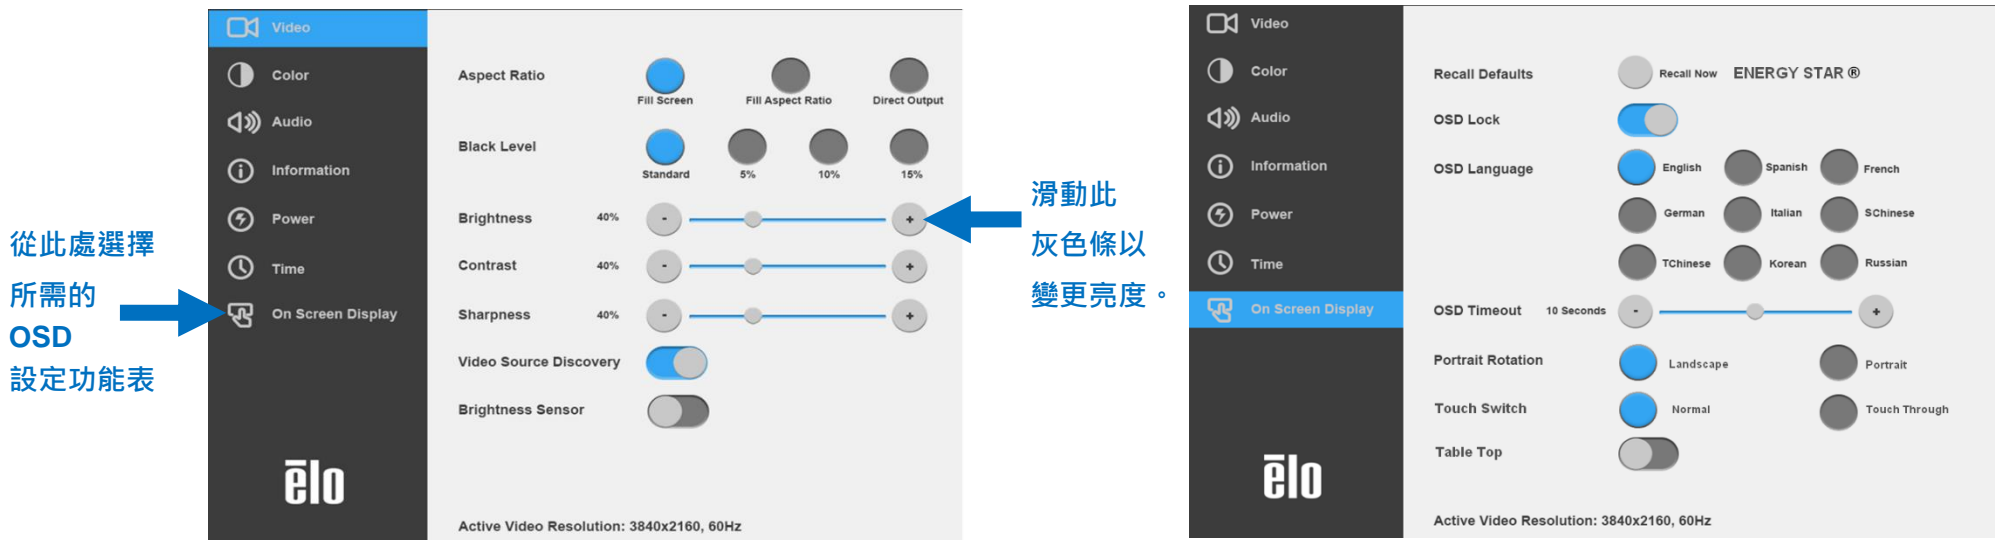 從此處選擇
所需的
OSD
設定功能表
Video
Color
Audio
Information
Power
Time
On Screen Display
ēlo
Aspect Ratio
Fill Screen Fill Aspect Ratio Direct Output
Black Level
Standard 5% 10% 15%
Brightness 40% - +
Contrast 40% - +
Sharpness 40% - +
Video Source Discovery
Brightness Sensor
Active Video Resolution: 3840x2160, 60Hz
滑動此
灰色條以
變更亮度。
Video
Color
Audio
Information
Power
Time
On Screen Display
ēlo
Recall Defaults Recall Now ENERGY STAR ®
OSD Lock
OSD Language English Spanish French
German Italian SChinese
TChinese Korean Russian
OSD Timeout 10 Seconds - +
Portrait Rotation Landscape Portrait
Touch Switch Normal Touch Through
Table Top
Active Video Resolution: 3840x2160, 60Hz